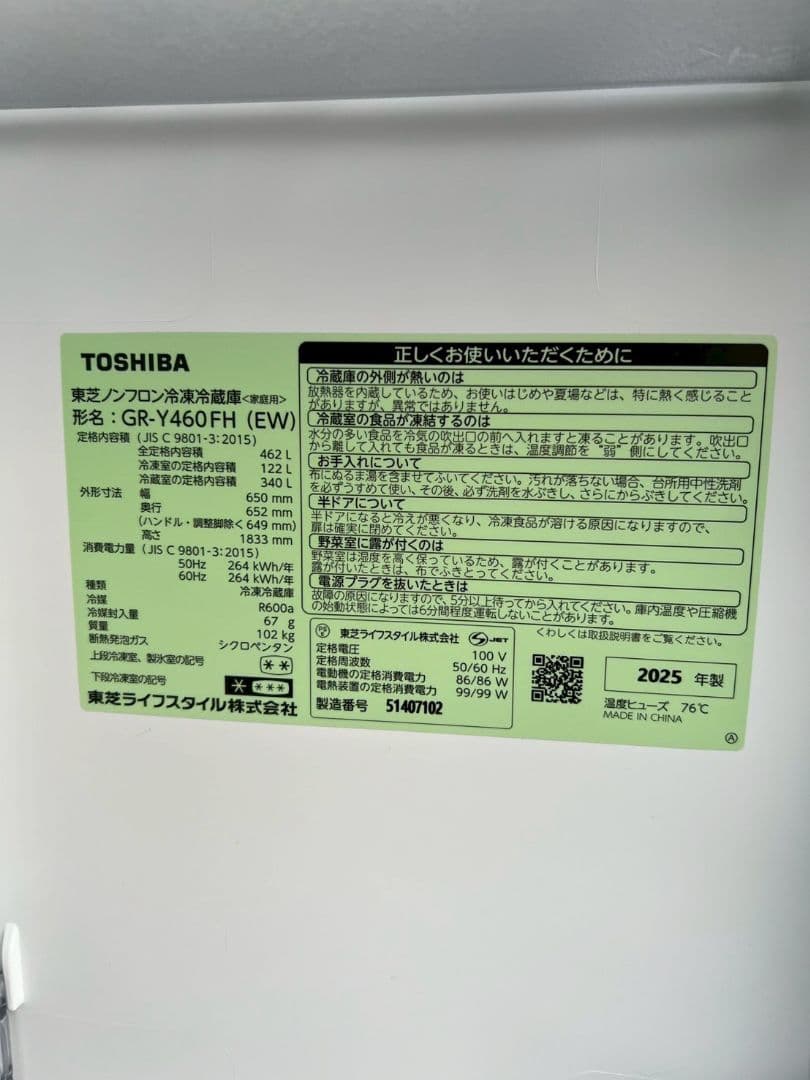 TOSHIBA
東芝ノンフロン冷凍冷蔵庫<家庭用>
形名：GR-Y460FH (EW)
定格内容積 (JIS C 9801-3:2015)
全定格内容積 462 L
冷凍室の定格内容積 122 L
冷蔵室の定格内容積 340 L
外形寸法 幅 650 mm
奥行 652 mm
(ハンドル・調整脚除く 649 mm)
高さ 1833 mm
消費電力量 (JIS C 9801-3:2015)
50Hz 264 kWh/年
60Hz 264 kWh/年
種類 冷凍冷蔵庫
冷媒 R600a
冷媒封入量 67 g
質量 102 kg
断熱発泡ガス シクロペンタン
上段冷凍室、製氷室の記号 **
下段冷凍室の記号 * ***
東芝ライフスタイル株式会社
正しくお使いいただくために
冷蔵庫の外側が熱いのは
放熱器を内蔵しているため、お使いはじめや夏場などは、特に熱く感じること
がありますが、異常ではありません。
冷蔵室の食品が凍結するのは
水分の多い食品を冷気の吹出口の前へ入れますと凍ることがあります。吹出口
から離して入れても食品が凍るときは、温度調節を“弱”側にしてください。
お手入れについて
布にぬるま湯を含ませてふいてください。汚れが落ちない場合、台所用中性洗剤
を必ずうすめて使い、その後、必ず洗剤を水ぶきし、さらにからぶきしてください。
半ドアについて
半ドアになると冷えが悪くなり、冷凍食品が溶ける原因になりますので、
扉は確実に閉めてください。
野菜室に露が付くのは
野菜室は湿度を高く保っているため、露が付くことがあります。
露が付いたときは、布でふきとってください。
電源プラグを抜いたときは
故障の原因になりますので、5分以上待ってから入れてください。庫内温度や圧縮機
の始動状態によっては6分間程度運転しないことがあります。
くわしくは取扱説明書をご覧ください。
東芝ライフスタイル株式会社 JET
定格電圧 100 V
定格周波数 50/60 Hz
電動機の定格消費電力 86/86 W
電熱装置の定格消費電力 99/99 W
製造番号 51407102
2025 年製
温度ヒューズ 76℃
MADE IN CHINA
Ⓐ